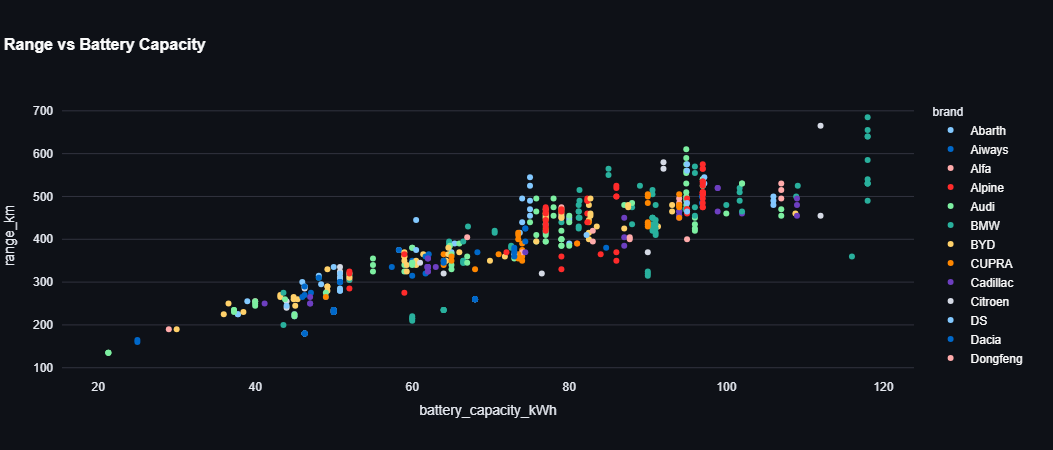 Range vs Battery Capacity
700
600
500
400
300
200
100
range_km
20
40
60
80
100
120
battery_capacity_kWh
brand
Abarth
Aiways
Alfa
Alpine
Audi
BMW
BYD
CUPRA
Cadillac
Citroen
DS
Dacia
Dongfeng